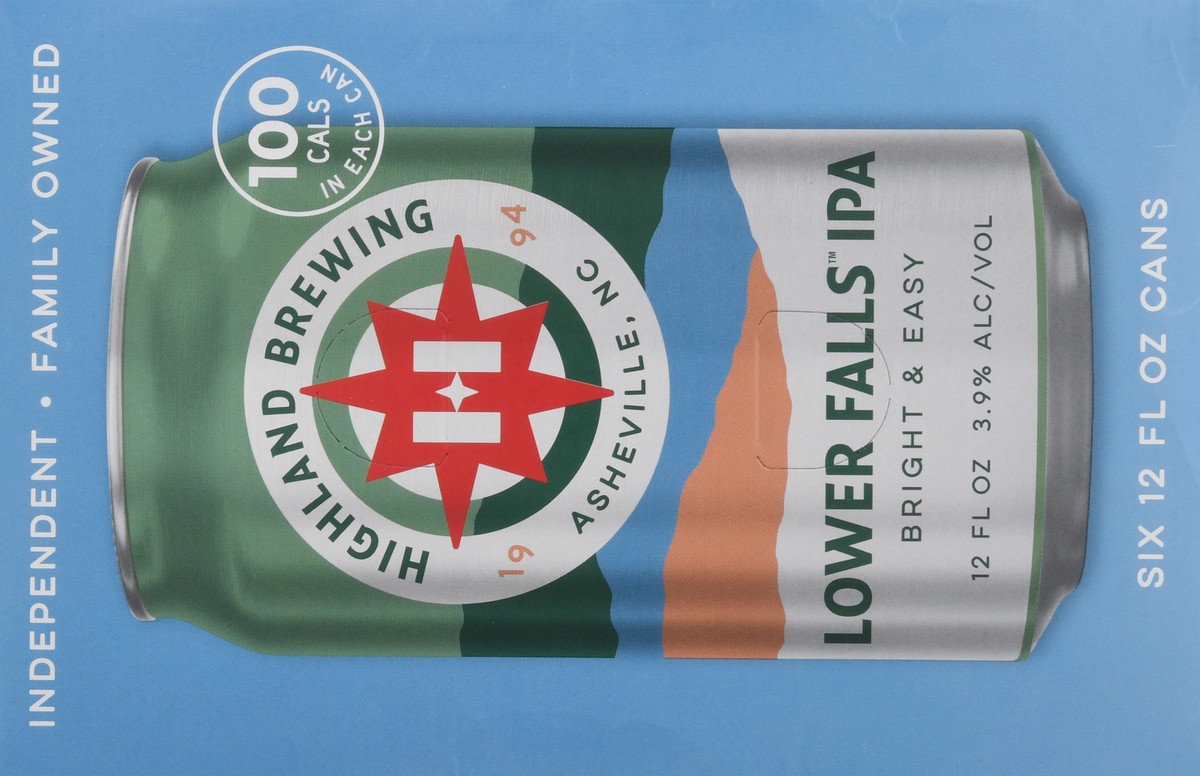 INDEPENDENT • FAMILY OWNED
100
CALS
IN EACH CAN
HIGHLAND BREWING
19 94
ASHEVILLE, NC
LOWER FALLS™ IPA
BRIGHT & EASY
12 FL OZ 3.9% ALC/VOL
SIX 12 FL OZ CANS